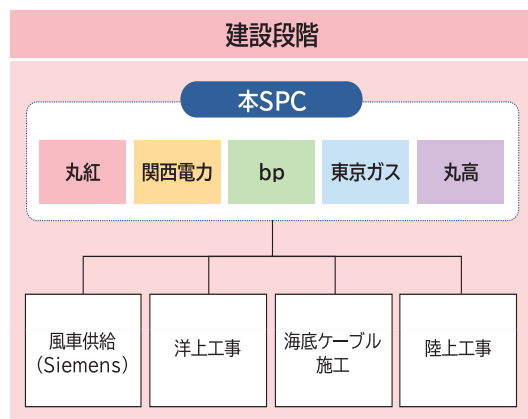 建設段階
本SPC
丸紅
関西電力
bp
東京ガス
丸高
風車供給
（Siemens）
洋上工事
海底ケーブル
施工
陸上工事